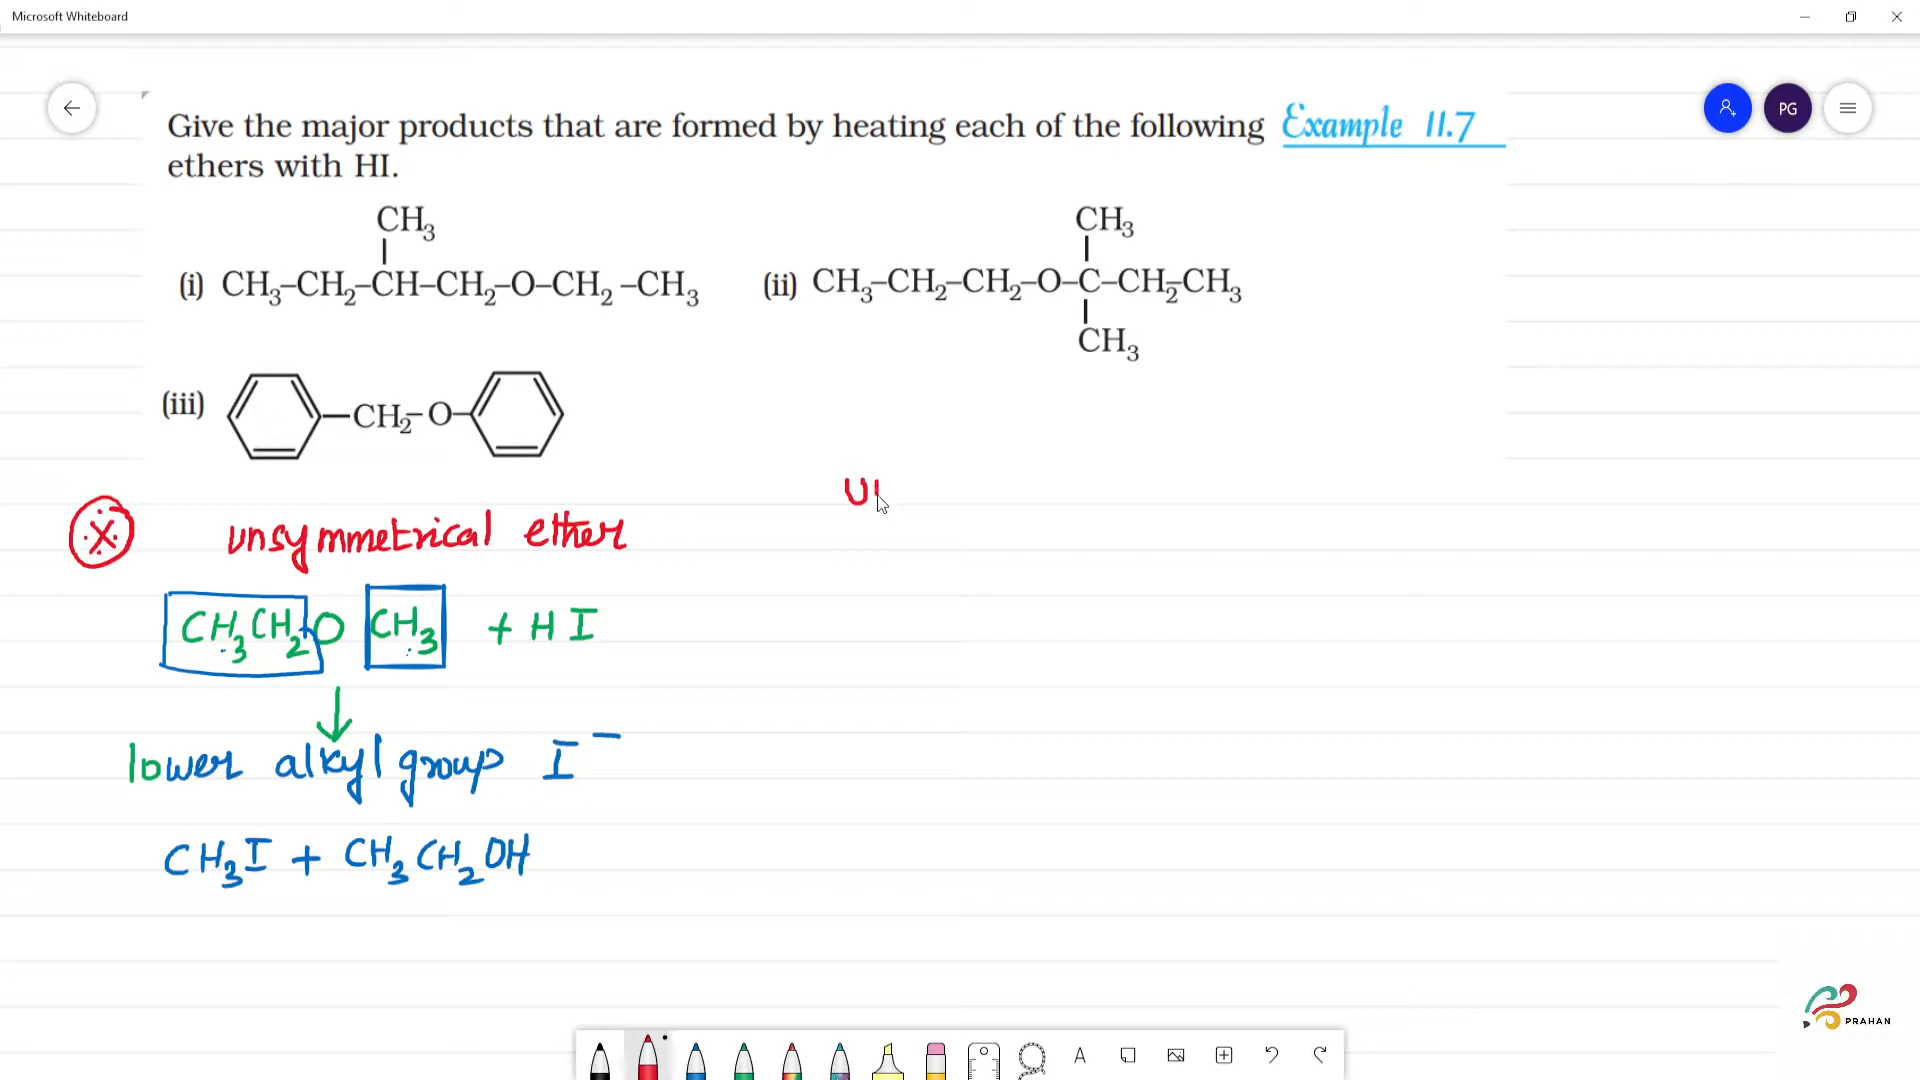 Microsoft Whiteboard
PG
Give the major products that are formed by heating each of the following Example 11.7
ethers with HI.
CH₃
(i) CH₃–CH₂–CH–CH₂–O–CH₂–CH₃
CH₃
(ii) CH₃–CH₂–CH₂–O–C–CH₂–CH₃
CH₃
(iii) –CH₂–O–
unsymmetrical ether
CH₃CH₂O CH₃ + HI
lower alkyl group I⁻
CH₃I + CH₃CH₂OH
PRAHAN
A